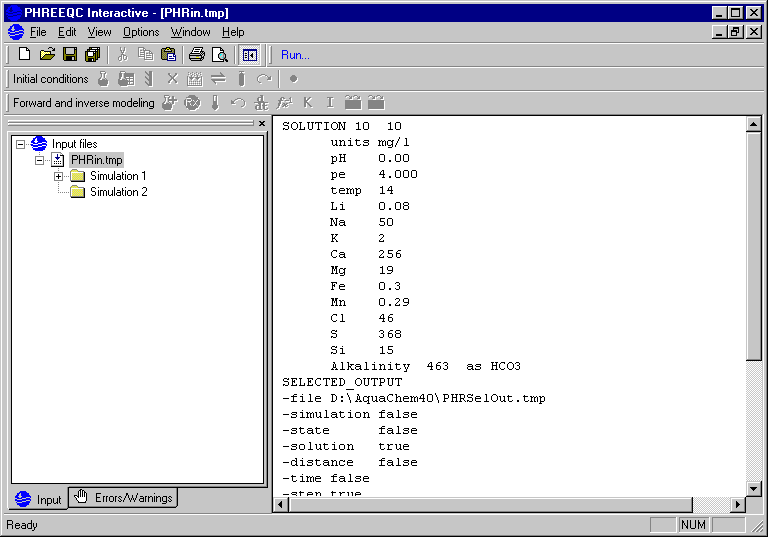 PHREEQC Interactive - [PHRin.tmp]
File Edit View Options Window Help
Run...
Initial conditions
Forward and inverse modeling K I
Input files
PHRin.tmp
Simulation 1
Simulation 2
SOLUTION 10 10
units mg/l
pH 0.00
pe 4.000
temp 14
Li 0.08
Na 50
K 2
Ca 256
Mg 19
Fe 0.3
Mn 0.29
Cl 46
S 368
Si 15
Alkalinity 463 as HCO3
SELECTED_OUTPUT
-file D:\AquaChem40\PHRSelOut.tmp
-simulation false
-state false
-solution true
-distance false
-time false
-step true
Input Errors/Warnings
Ready NUM